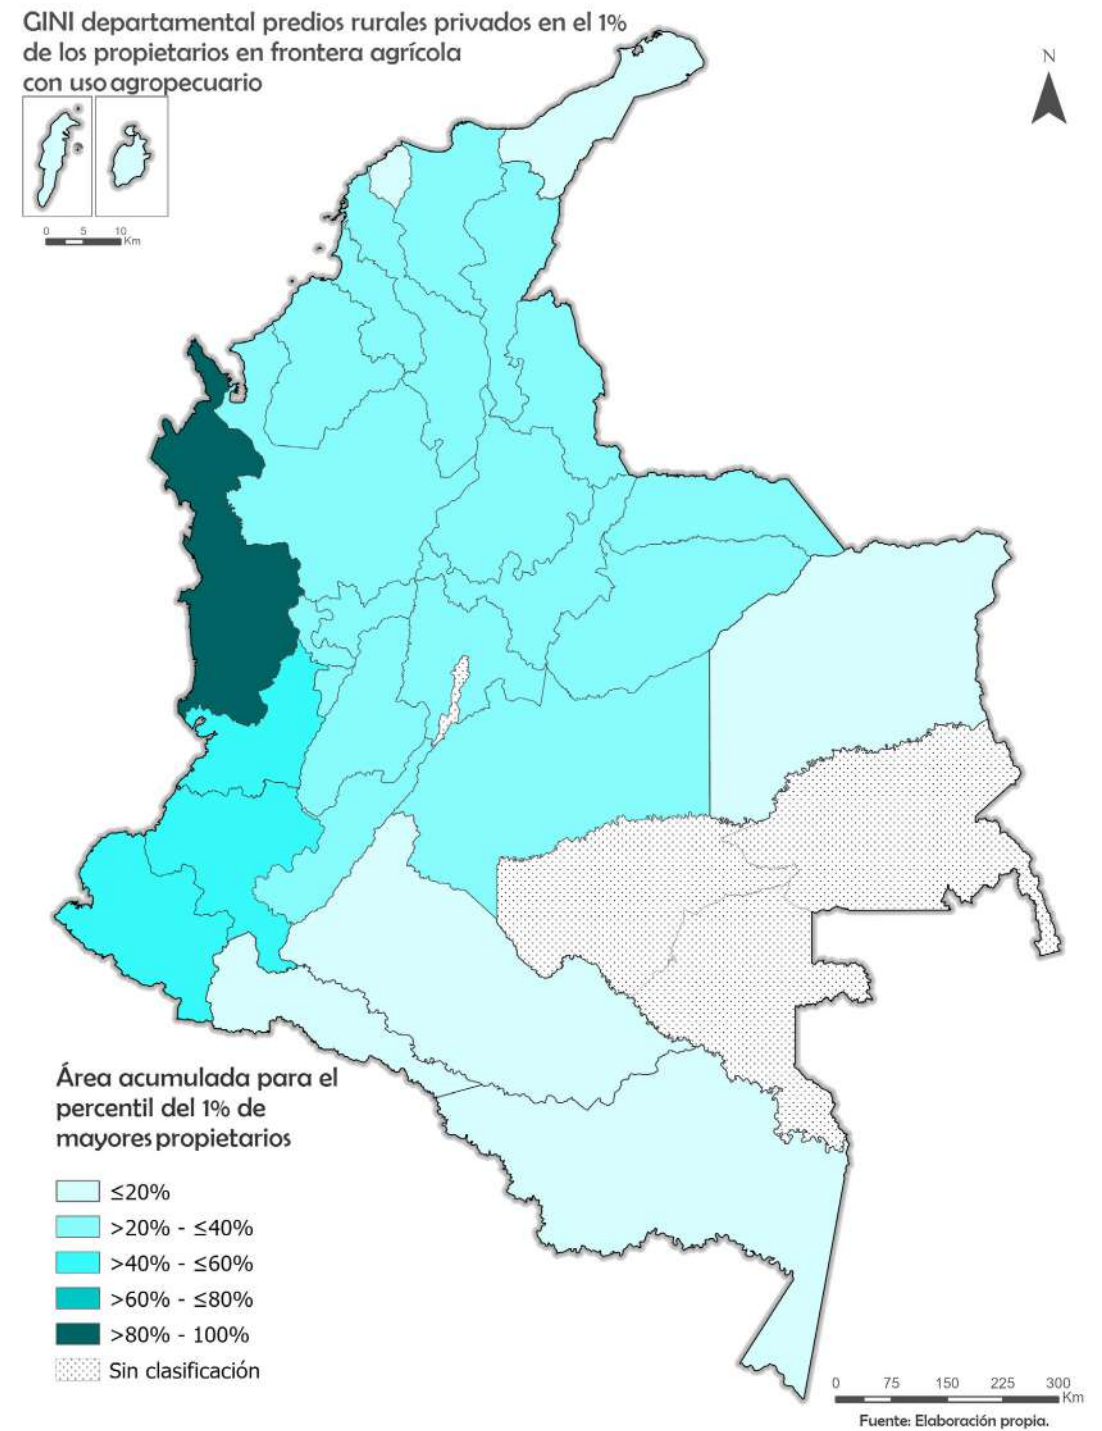 GINI departamental predios rurales privados en el 1%
de los propietarios en frontera agrícola
con uso agropecuario
N
0 5 10
Km
Área acumulada para el
percentil del 1% de
mayores propietarios
≤20%
>20% - ≤40%
>40% - ≤60%
>60% - ≤80%
>80% - 100%
Sin clasificación
0 75 150 225 300
Km
Fuente: Elaboración propia.